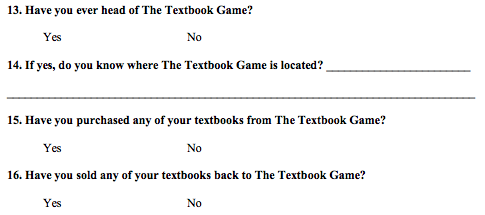 13. Have you ever head of The Textbook Game?
Yes No
14. If yes, do you know where The Textbook Game is located? ______________________
________________________________________________________________________
15. Have you purchased any of your textbooks from The Textbook Game?
Yes No
16. Have you sold any of your textbooks back to The Textbook Game?
Yes No